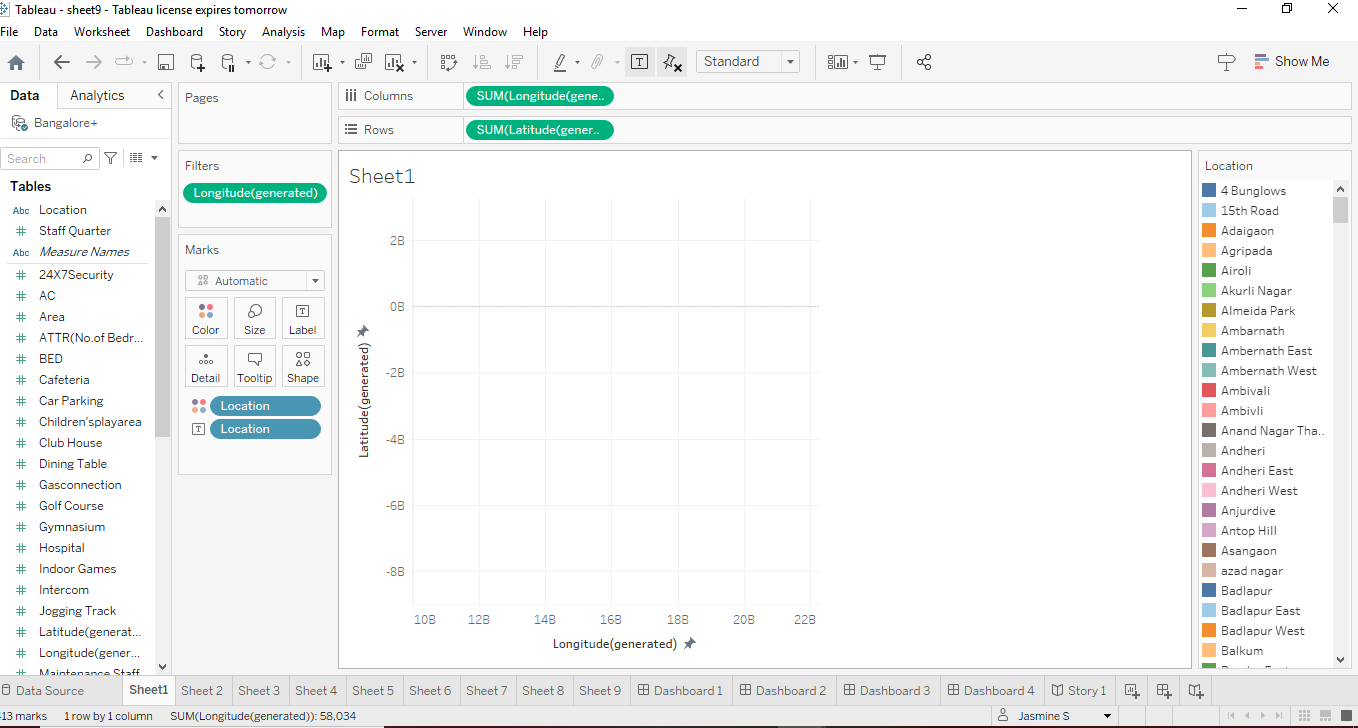 Tableau - sheet9 - Tableau license expires tomorrow
File Data Worksheet Dashboard Story Analysis Map Format Server Window Help
Standard
Show Me
Data Analytics
Bangalore+
Search
Tables
Abc Location
# Staff Quarter
Abc Measure Names
# 24X7Security
# AC
# Area
# ATTR(No.of Bedr...
# BED
# Cafeteria
# Car Parking
# Children'splayarea
# Club House
# Dining Table
# Gasconnection
# Golf Course
# Gymnasium
# Hospital
# Indoor Games
# Intercom
# Jogging Track
# Latitude(generat...
# Longitude(gener...
# Maintenance Staff
Pages
Filters
Longitude(generated)
Marks
Automatic
Color Size Label
Detail Tooltip Shape
Location
Location
Columns SUM(Longitude(gene..
Rows SUM(Latitude(gener..
Sheet1
Latitude(generated)
2B
0B
-2B
-4B
-6B
-8B
10B 12B 14B 16B 18B 20B 22B
Longitude(generated)
Location
4 Bunglows
15th Road
Adaigaon
Agripada
Airoli
Akurli Nagar
Almeida Park
Ambarnath
Ambernath East
Ambernath West
Ambivali
Ambivli
Anand Nagar Tha..
Andheri
Andheri East
Andheri West
Anjurdive
Antop Hill
Asangaon
azad nagar
Badlapur
Badlapur East
Badlapur West
Balkum
Data Source Sheet1 Sheet 2 Sheet 3 Sheet 4 Sheet 5 Sheet 6 Sheet 7 Sheet 8 Sheet 9 Dashboard 1 Dashboard 2 Dashboard 3 Dashboard 4 Story 1
413 marks 1 row by 1 column SUM(Longitude(generated)): 58,034 Jasmine S